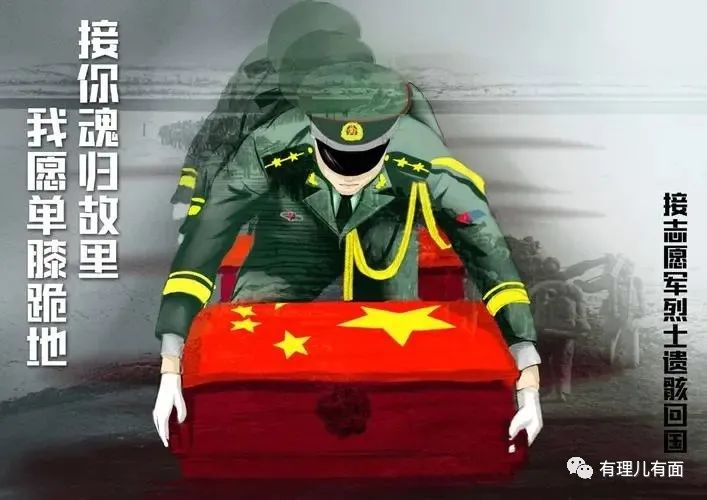 接你魂归故里
我愿单膝跪地
接志愿军烈士遗骸回国
有理儿有面